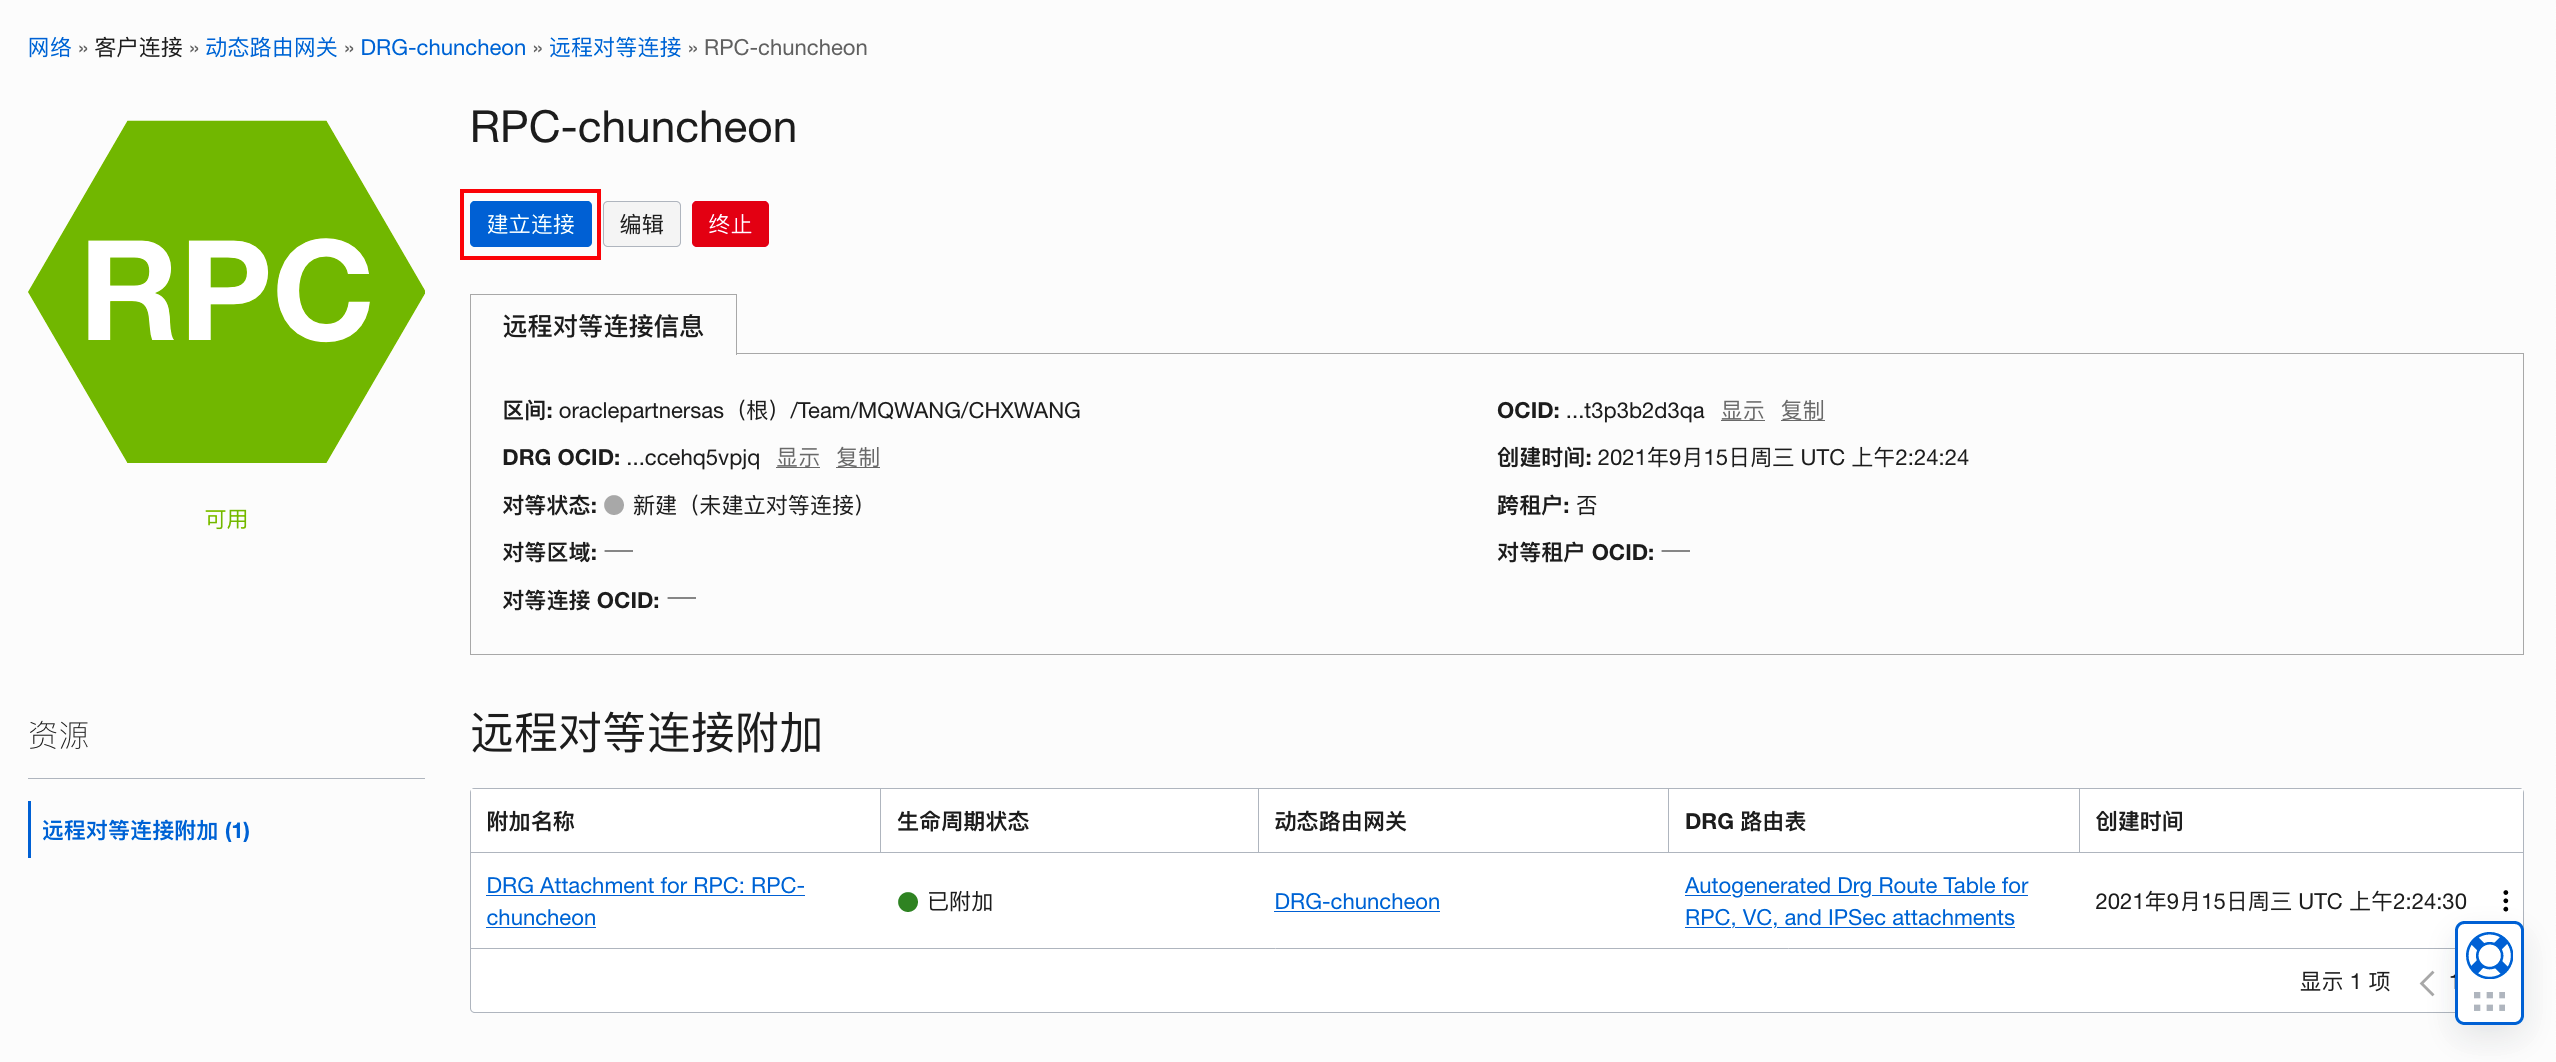 网络 » 客户连接 » 动态路由网关 » DRG-chuncheon » 远程对等连接 » RPC-chuncheon
RPC
可用
RPC-chuncheon
建立连接 编辑 终止
远程对等连接信息
区间: oraclepartnersas（根）/Team/MQWANG/CHXWANG
DRG OCID: ...ccehq5vpjq 显示 复制
对等状态: 新建（未建立对等连接）
对等区域: —
对等连接 OCID: —
OCID: ...t3p3b2d3qa 显示 复制
创建时间: 2021年9月15日周三 UTC 上午2:24:24
跨租户: 否
对等租户 OCID: —
资源
远程对等连接附加 (1)
远程对等连接附加
附加名称 生命周期状态 动态路由网关 DRG 路由表 创建时间
DRG Attachment for RPC: RPC-
chuncheon
已附加
DRG-chuncheon
Autogenerated Drg Route Table for
RPC, VC, and IPSec attachments
2021年9月15日周三 UTC 上午2:24:30
显示 1 项